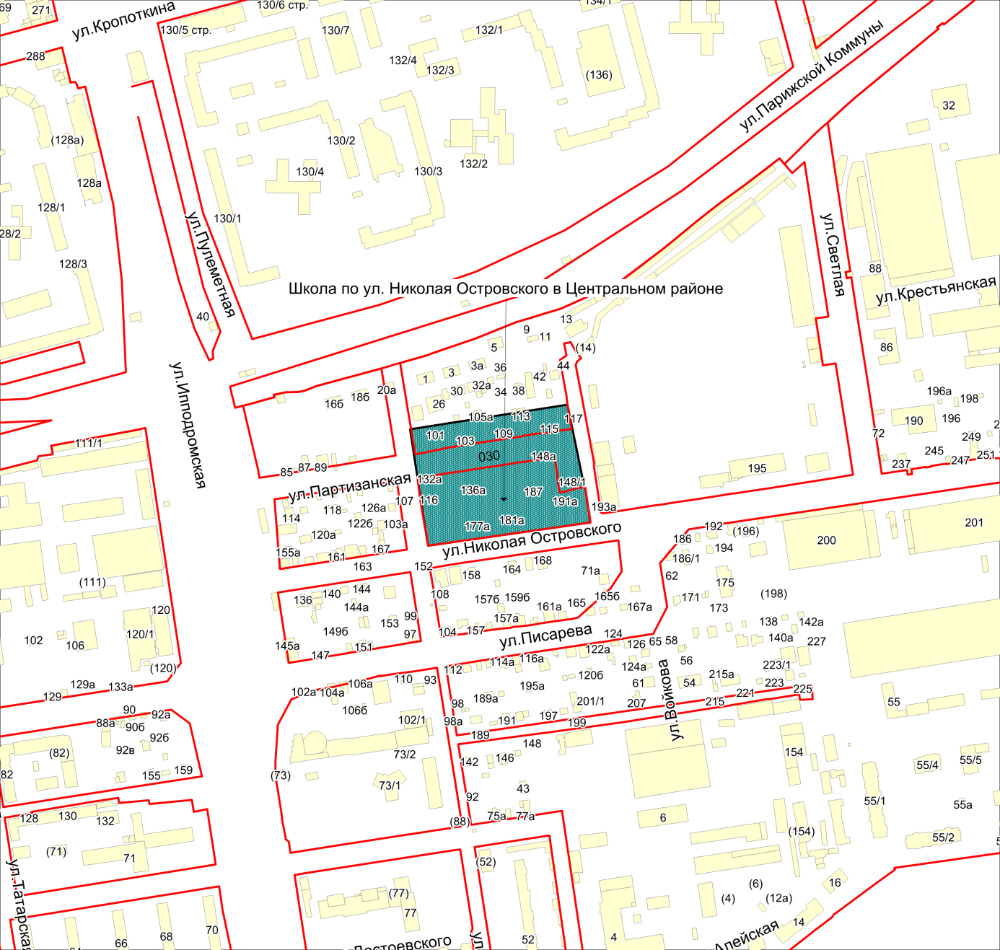 69
271
ул.Кропоткина
130/6 стр.
134/1
130/5 стр.
130/7
132/1
288
132/4
132/3
(136)
ул.Парижской Коммуны
32
(128а)
130/2
128а
130/4
130/3
132/2
128/1
130/1
28/2
ул.Пулеметная
ул.Светлая
128/3
88
Школа по ул. Николая Островского в Центральном районе
ул.Крестьянская
40
13
9
11
5
(14)
86
ул.Ипподромская
3а
36
44
1
3
42
20а
32а
30
34
38
166
186
26
196а
198
105а
113
117
190
196
101
103
109
115
72
249
111/1
030
148а
245
247
251
237
85
87
89
195
ул.Партизанская
132а
136а
187
148/1
107
116
191а
193а
114
118
126а
122б
103а
177а
181а
192
(196)
201
120а
ул.Николая Островского
186
200
155а
161
167
194
186/1
163
152
168
164
158
71а
62
(111)
175
136
140
144
108
157б
159б
165б
171
(198)
144а
161а
165
167а
173
120
99
157а
138
142а
149б
153
102
106
120/1
97
104
157
ул.Писарева
124
140а
227
145а
147
151
126
65
58
122а
116а
114а
56
(120)
112
124а
223/1
ул.Войкова
110
93
120б
215а
129а
133а
106а
195а
61
54
223
129
102а
104а
189а
221
225
98
201/1
207
215
55
90
92а
106б
88а
90б
102/1
98а
191
197
199
92б
189
92в
(82)
73/2
148
154
142
146
55/4
55/5
82
155
159
(73)
73/1
43
92
55/1
55а
128
130
132
75а
77а
6
(88)
(154)
55/2
(71)
71
(52)
ул.Татарская
16
(77)
(6)
(4)
(12а)
77
14
70
68
66
52
4
ул.